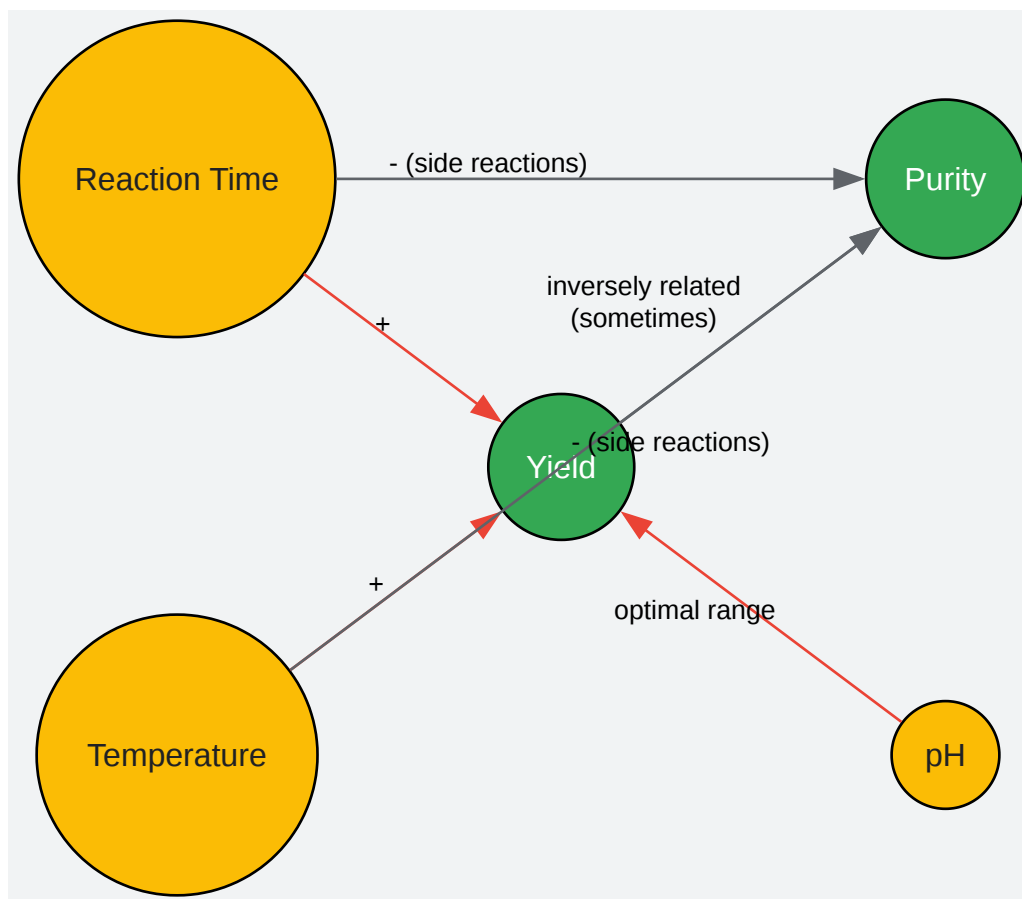 Reaction Time
- (side reactions)
Purity
inversely related
(sometimes)
+
- (side reactions)
Yield
+
optimal range
Temperature
pH